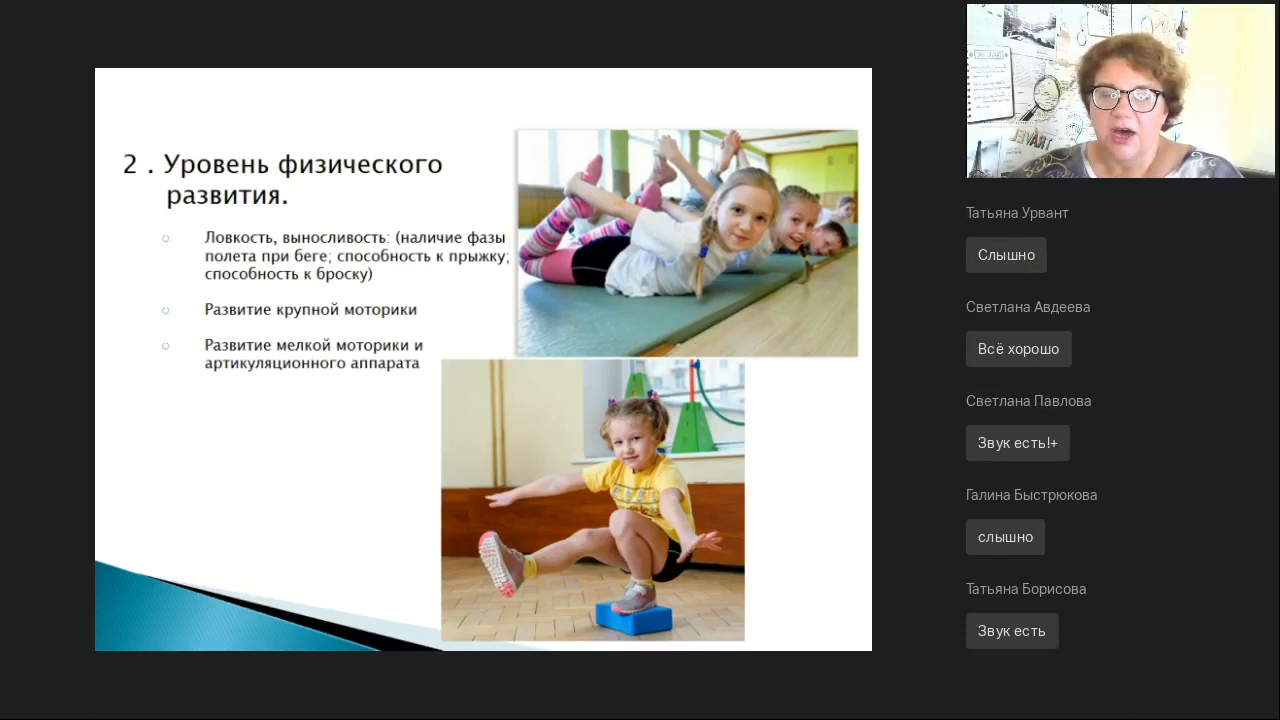 2 . Уровень физического
развития.
Ловкость, выносливость: (наличие фазы
полета при беге; способность к прыжку;
способность к броску)
Развитие крупной моторики
Развитие мелкой моторики и
артикуляционного аппарата
TRAVEL
Татьяна Урвант
Слышно
Светлана Авдеева
Всё хорошо
Светлана Павлова
Звук есть!+
Галина Быстрюкова
слышно
Татьяна Борисова
Звук есть